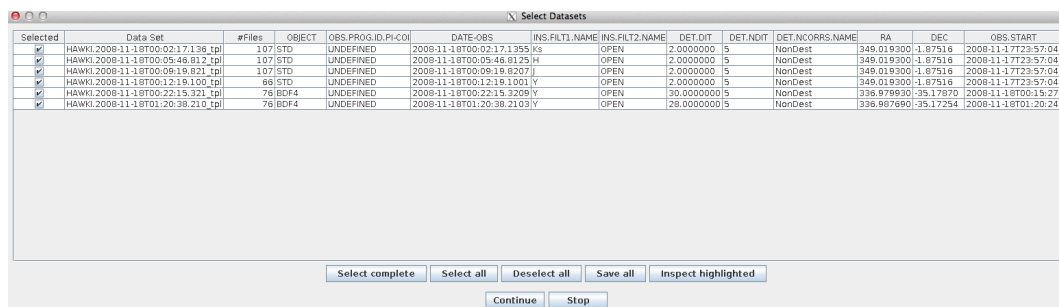 Select Datasets
Selected Data Set #Files OBJECT OBS.PROG.ID.PI-COI DATE-OBS INS.FILT1.NAME INS.FILT2.NAME DET.DIT DET.NDIT DET.NCORRS.NAME RA DEC OBS.START
HAWKI.2008-11-18T00:02:17.136_tpl 107 STD UNDEFINED 2008-11-18T00:02:17.1355 Ks OPEN 2.0000000 5 NonDest 349.019300 -1.87516 2008-11-17T23:57:04
HAWKI.2008-11-18T00:05:46.812_tpl 107 STD UNDEFINED 2008-11-18T00:05:46.8125 H OPEN 2.0000000 5 NonDest 349.019300 -1.87516 2008-11-17T23:57:04
HAWKI.2008-11-18T00:09:19.821_tpl 107 STD UNDEFINED 2008-11-18T00:09:19.8207 J OPEN 2.0000000 5 NonDest 349.019300 -1.87516 2008-11-17T23:57:04
HAWKI.2008-11-18T00:12:19.100_tpl 66 STD UNDEFINED 2008-11-18T00:12:19.1001 Y OPEN 2.0000000 5 NonDest 349.019300 -1.87516 2008-11-17T23:57:04
HAWKI.2008-11-18T00:22:15.321_tpl 76 BDF4 UNDEFINED 2008-11-18T00:22:15.3209 Y OPEN 30.0000000 5 NonDest 336.979930 -35.17870 2008-11-18T00:15:27
HAWKI.2008-11-18T01:20:38.210_tpl 76 BDF4 UNDEFINED 2008-11-18T01:20:38.2103 Y OPEN 28.0000000 5 NonDest 336.987690 -35.17254 2008-11-18T01:20:24
Select complete Select all Deselect all Save all Inspect highlighted
Continue Stop